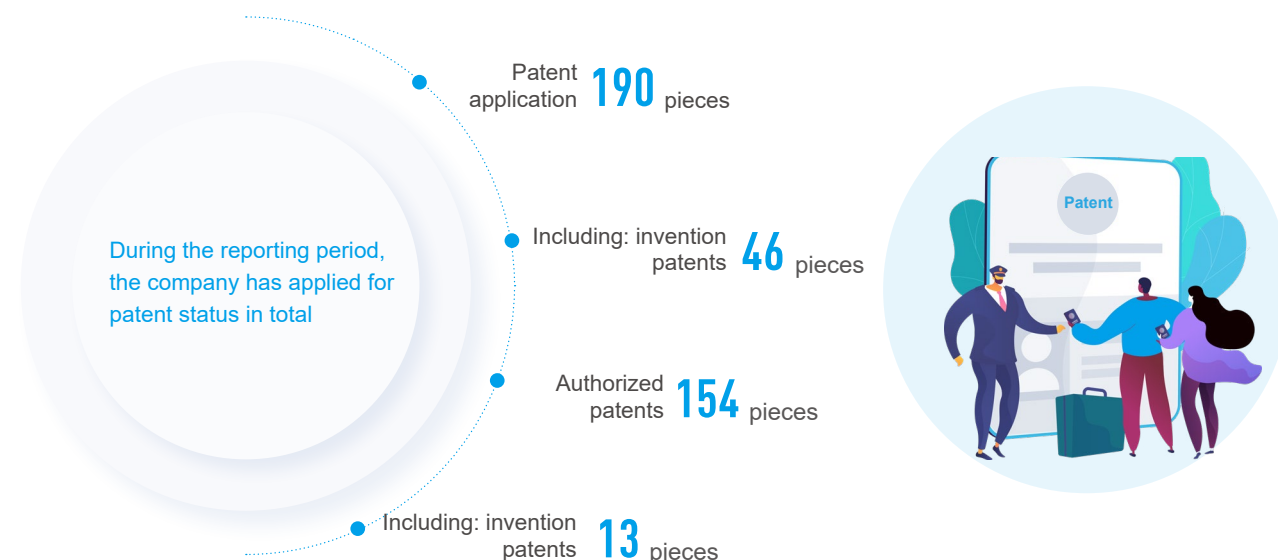 During the reporting period,
the company has applied for
patent status in total
Patent
application 190 pieces
Including: invention
patents 46 pieces
Authorized
patents 154 pieces
Including: invention
patents 13 pieces
Patent